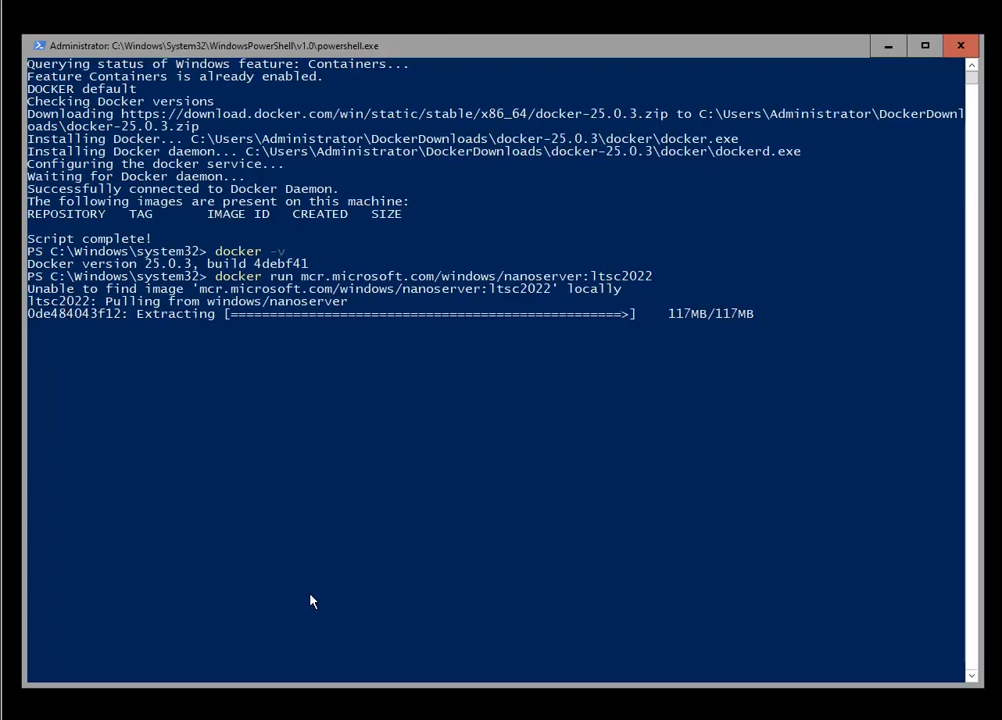 Administrator: C:\Windows\System32\WindowsPowerShell\v1.0\powershell.exe
Querying status of Windows feature: Containers...
Feature Containers is already enabled.
DOCKER default
Checking Docker versions
Downloading https://download.docker.com/win/static/stable/x86_64/docker-25.0.3.zip to C:\Users\Administrator\DockerDownl
oads\docker-25.0.3.zip
Installing Docker... C:\Users\Administrator\DockerDownloads\docker-25.0.3\docker\docker.exe
Installing Docker daemon... C:\Users\Administrator\DockerDownloads\docker-25.0.3\docker\dockerd.exe
Configuring the docker service...
Waiting for Docker daemon...
Successfully connected to Docker Daemon.
The following images are present on this machine:
REPOSITORY   TAG       IMAGE ID   CREATED   SIZE
Script complete!
PS C:\Windows\system32> docker -v
Docker version 25.0.3, build 4debf41
PS C:\Windows\system32> docker run mcr.microsoft.com/windows/nanoserver:ltsc2022
Unable to find image 'mcr.microsoft.com/windows/nanoserver:ltsc2022' locally
ltsc2022: Pulling from windows/nanoserver
0de484043f12: Extracting [==================================================>]    117MB/117MB